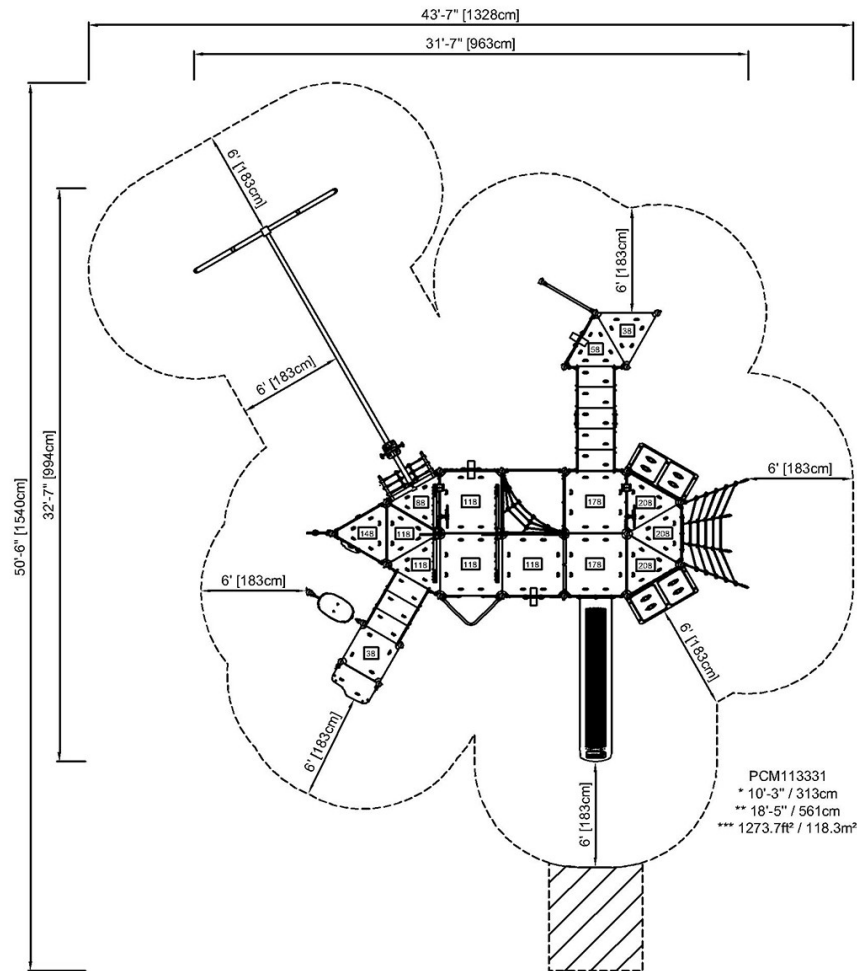 43'-7" [1328cm]
31'-7" [963cm]
50'-6" [1540cm]
32'-7" [994cm]
6' [183cm]
6' [183cm]
6' [183cm]
38
58
6' [183cm]
88
118
178
208
148
118
208
118
118
118
178
208
6' [183cm]
38
6' [183cm]
6' [183cm]
6' [183cm]
PCM113331
* 10'-3" / 313cm
** 18'-5" / 561cm
*** 1273.7ft² / 118.3m²